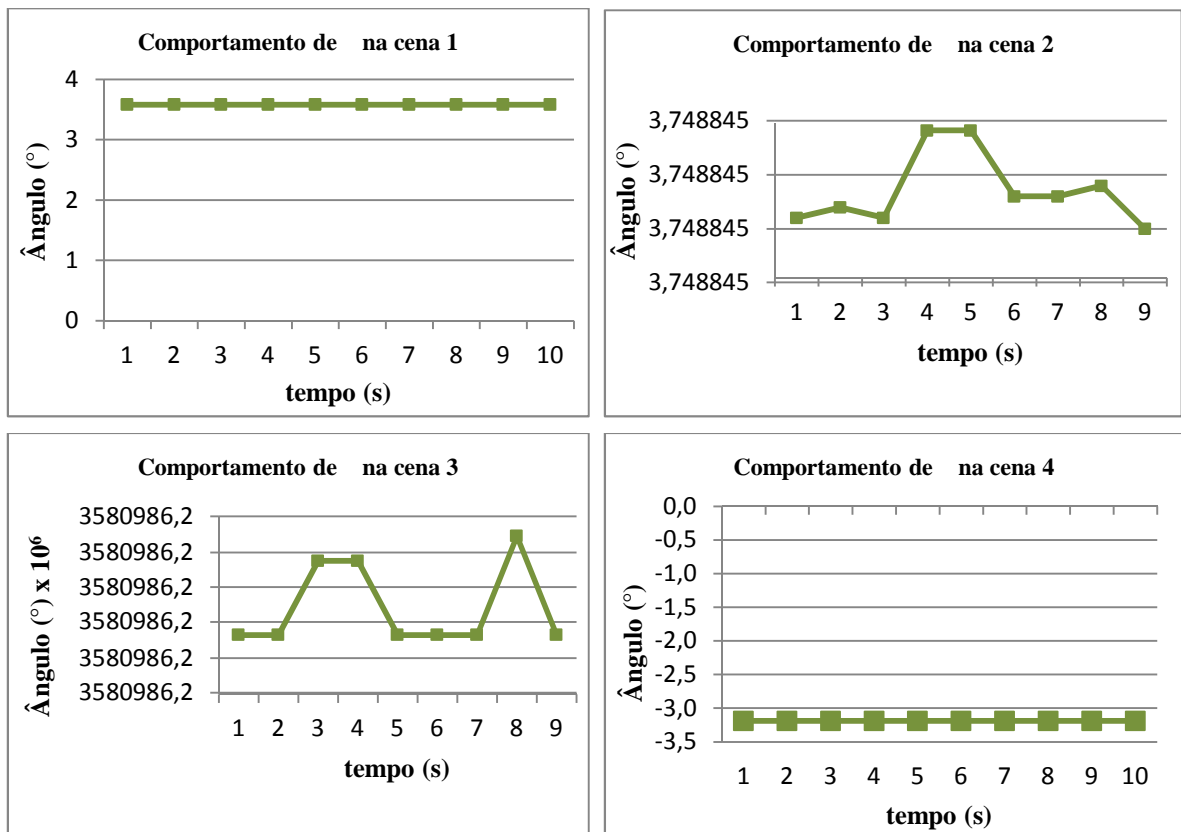 Comportamento de na cena 1
Ângulo (°)
4
3
2
1
0
1 2 3 4 5 6 7 8 9 10
tempo (s)
Comportamento de na cena 2
Ângulo (°)
3,748845
3,748845
3,748845
3,748845
1 2 3 4 5 6 7 8 9
tempo (s)
Comportamento de na cena 3
Ângulo (°) x 10⁶
3580986,2
3580986,2
3580986,2
3580986,2
3580986,2
3580986,2
1 2 3 4 5 6 7 8 9
tempo (s)
Comportamento de na cena 4
Ângulo (°)
0,0
-0,5
-1,0
-1,5
-2,0
-2,5
-3,0
-3,5
1 2 3 4 5 6 7 8 9 10
tempo (s)